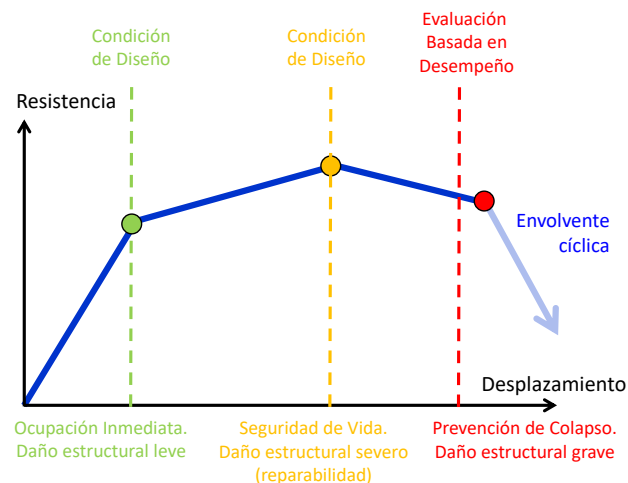 Condición
de Diseño
Condición
de Diseño
Evaluación
Basada en
Desempeño
Resistencia
Envolvente
cíclica
Desplazamiento
Ocupación Inmediata.
Daño estructural leve
Seguridad de Vida.
Daño estructural severo
(reparabilidad)
Prevención de Colapso.
Daño estructural grave